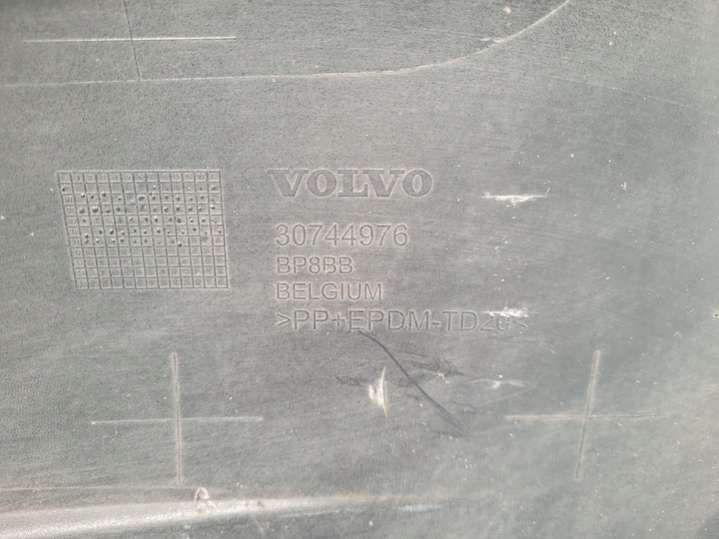 VOLVO
30744976
BP8BB
BELGIUM
>PP+EPDM-TD20<